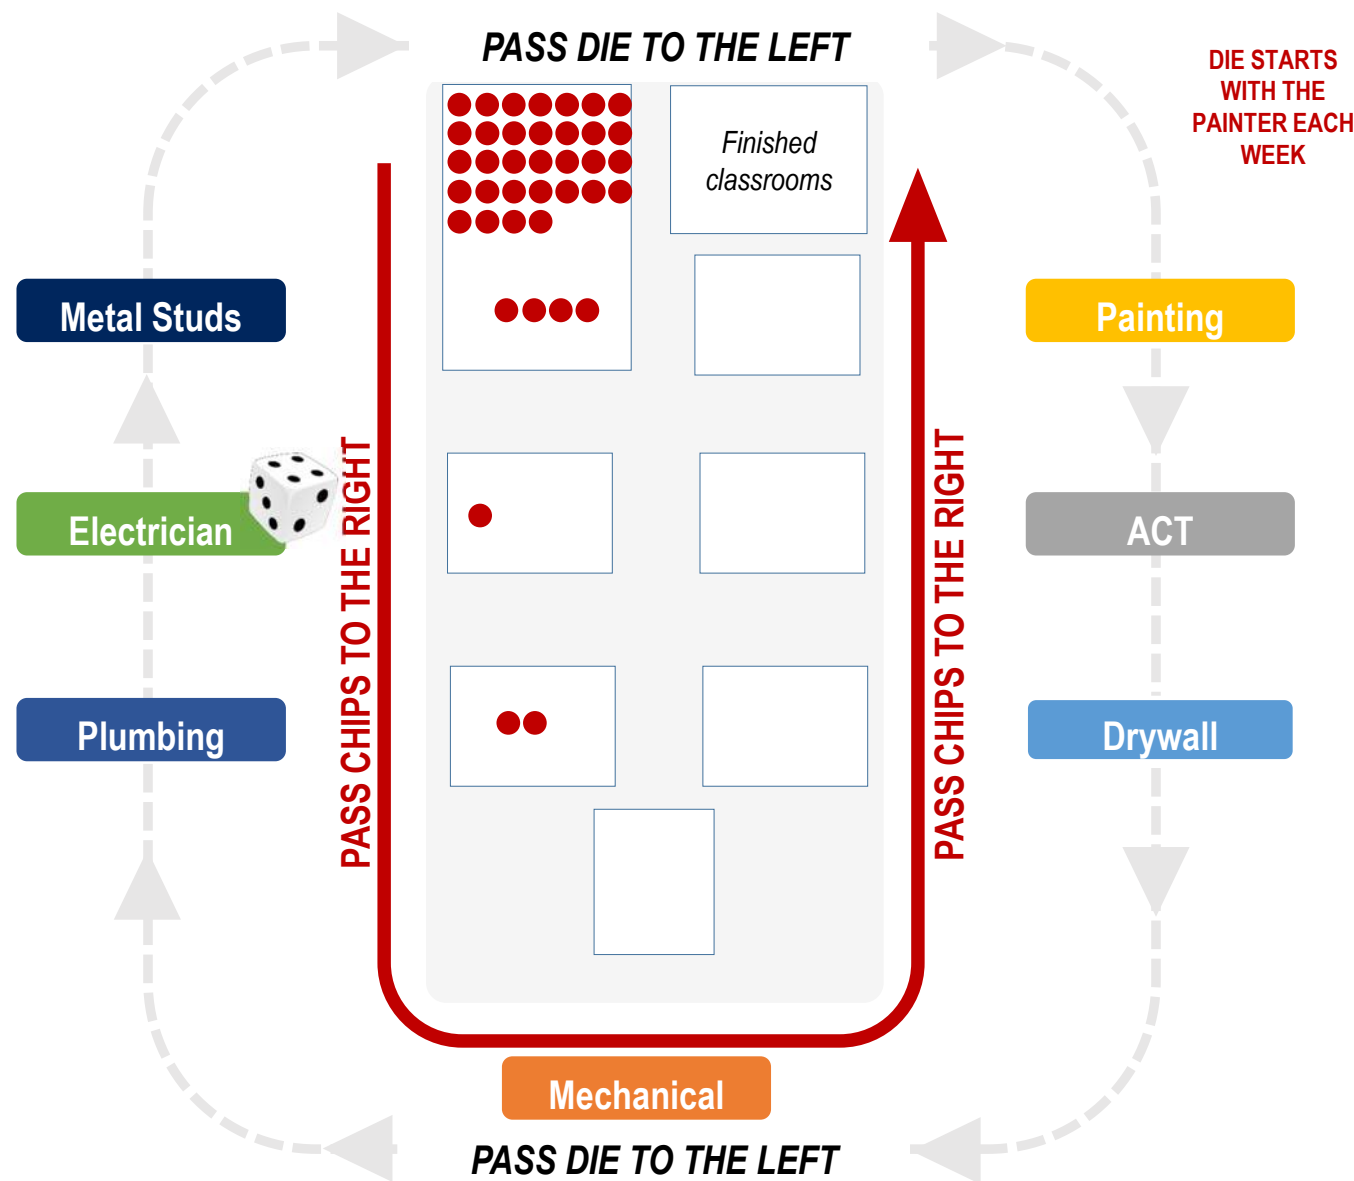 PASS DIE TO THE LEFT
DIE STARTS
WITH THE
PAINTER EACH
WEEK
Finished
classrooms
Metal Studs
Painting
Electrician
ACT
PASS CHIPS TO THE RIGHT
PASS CHIPS TO THE RIGHT
Plumbing
Drywall
Mechanical
PASS DIE TO THE LEFT